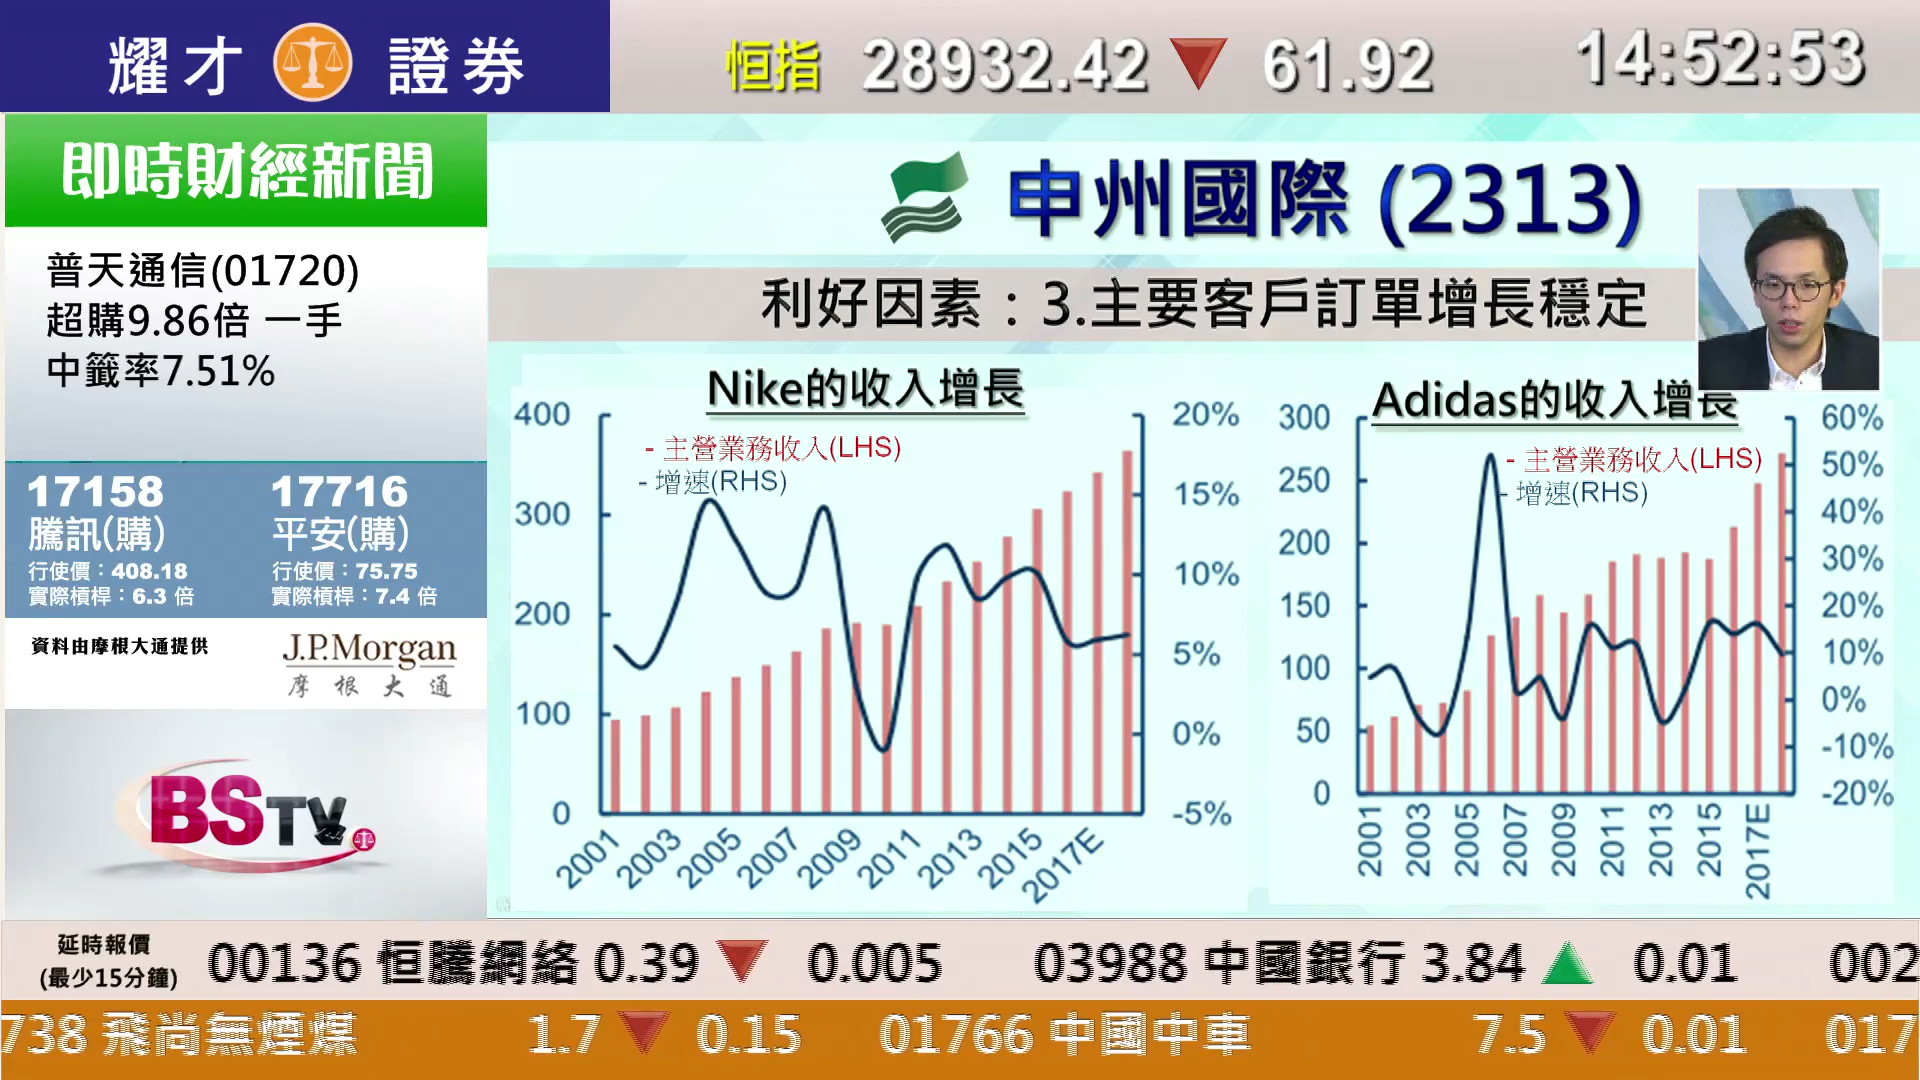 耀才 證券
恒指 28932.42 ▼ 61.92
14:52:53
即時財經新聞
普天通信(01720)
超購9.86倍 一手
中籤率7.51%
17158
騰訊(購)
行使價：408.18
實際槓桿：6.3 倍
17716
平安(購)
行使價：75.75
實際槓桿：7.4 倍
資料由摩根大通提供
J.P.Morgan
摩根大通
BSTV
申州國際 (2313)
利好因素：3.主要客戶訂單增長穩定
Nike的收入增長
- 主營業務收入(LHS)
- 增速(RHS)
400
300
200
100
0
20%
15%
10%
5%
0%
-5%
2001 2003 2005 2007 2009 2011 2013 2015 2017E
Adidas的收入增長
- 主營業務收入(LHS)
- 增速(RHS)
300
250
200
150
100
50
0
60%
50%
40%
30%
20%
10%
0%
-10%
-20%
2001 2003 2005 2007 2009 2011 2013 2015 2017E
延時報價
(最少15分鐘)
00136 恒騰網絡 0.39 ▼ 0.005 03988 中國銀行 3.84 ▲ 0.01 002
738 飛尚無煙煤 1.7 ▼ 0.15 01766 中國中車 7.5 ▼ 0.01 017